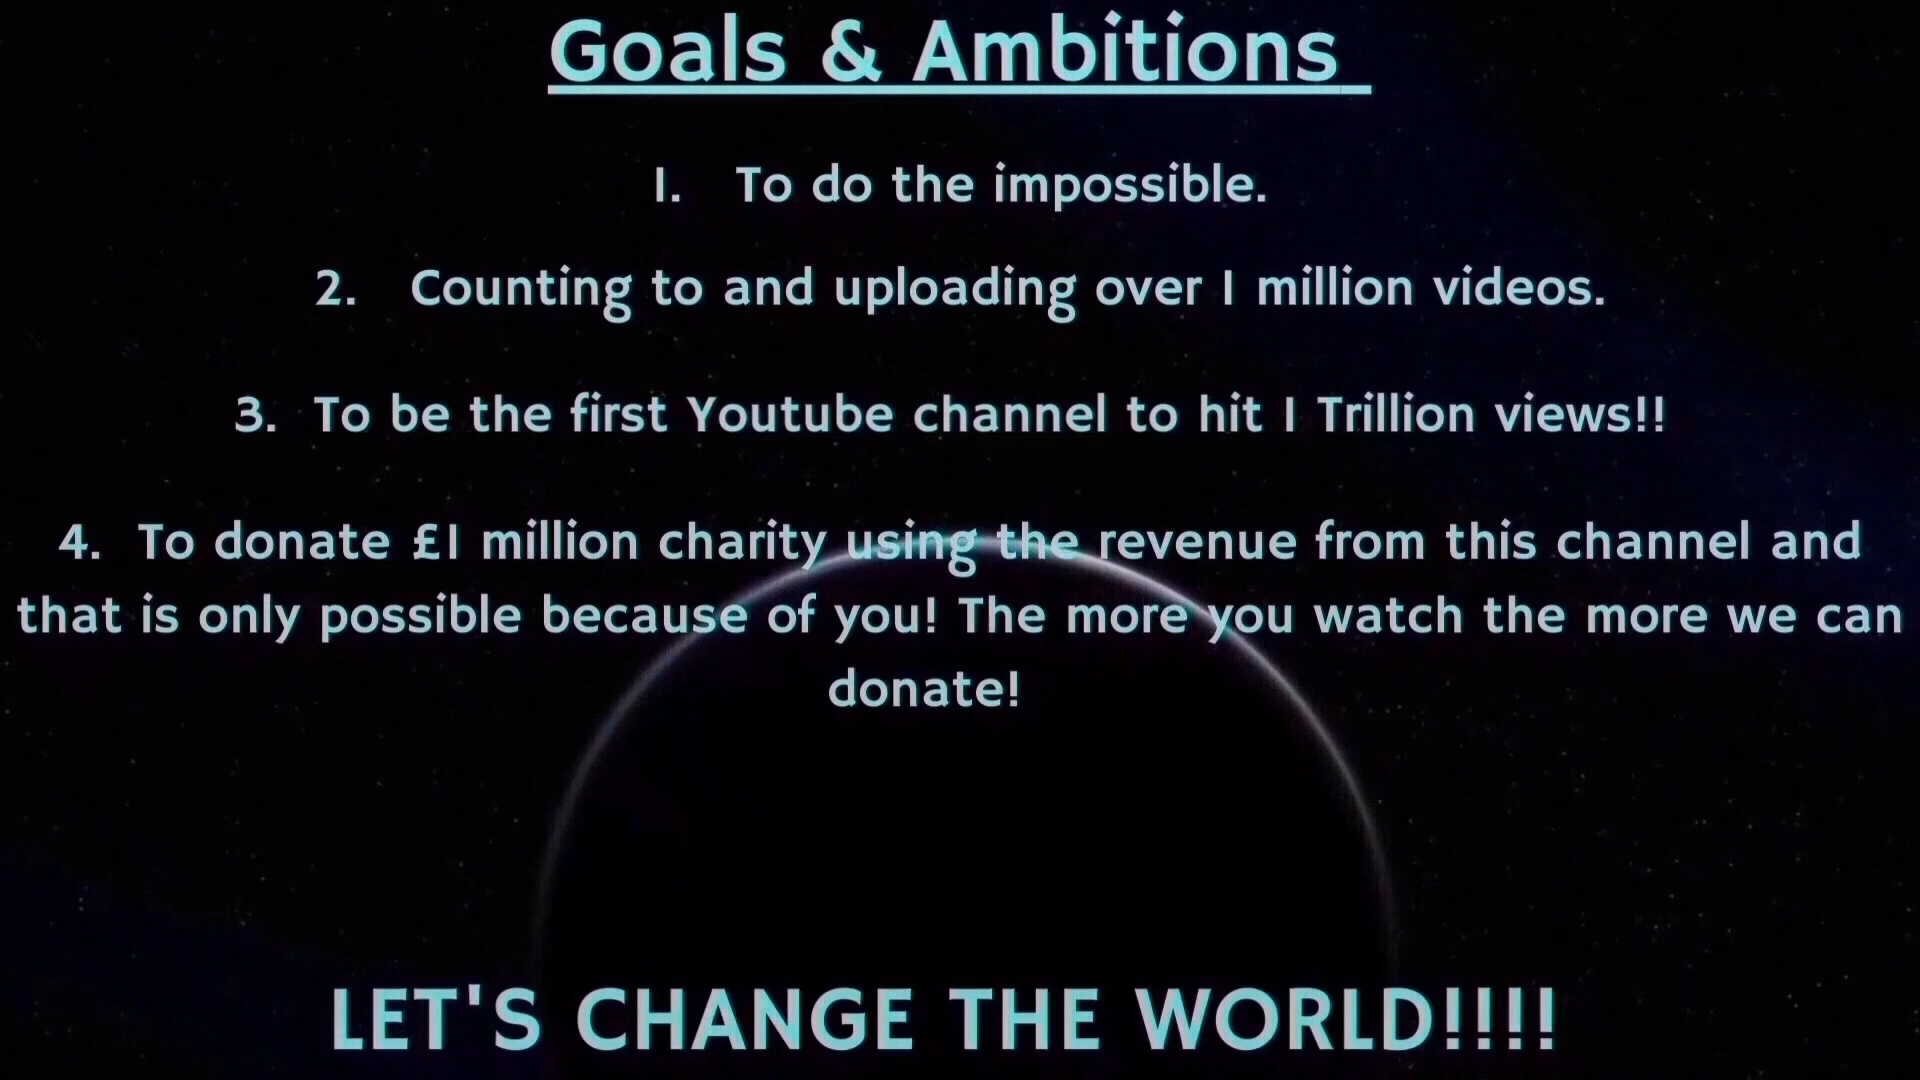 Goals & Ambitions
1. To do the impossible.
2. Counting to and uploading over 1 million videos.
3. To be the first Youtube channel to hit 1 Trillion views!!
4. To donate £1 million charity using the revenue from this channel and
that is only possible because of you! The more you watch the more we can
donate!
LET'S CHANGE THE WORLD!!!!